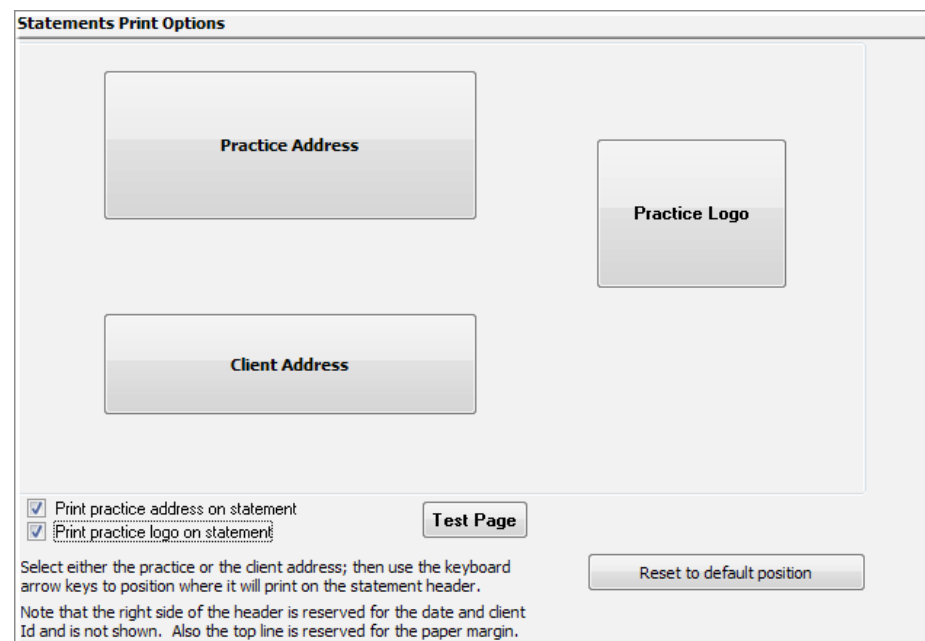 Statements Print Options
Practice Address
Practice Logo
Client Address
Print practice address on statement
Print practice logo on statement
Test Page
Select either the practice or the client address; then use the keyboard
arrow keys to position where it will print on the statement header.
Reset to default position
Note that the right side of the header is reserved for the date and client
Id and is not shown.  Also the top line is reserved for the paper margin.